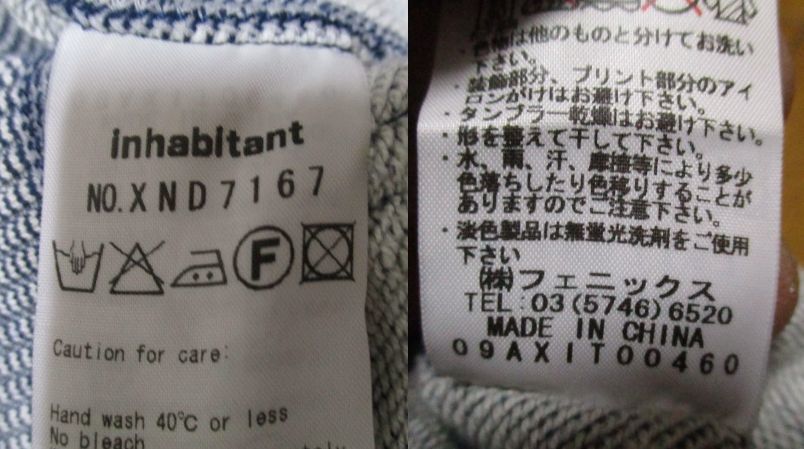 inhabitant
NO.XND7167
F
Caution for care:
Hand wash 40℃ or less
No bleach
・色物は他のものと分けてお洗い
下さい。
・装飾部分、プリント部分のアイ
ロンがけはお避け下さい。
・タンブラー乾燥はお避け下さい。
・形を整えて干して下さい。
・水、雨、汗、摩擦等により多少
色落ちしたり色移りすることが
ありますのでご注意下さい。
・淡色製品は無蛍光洗剤をご使用
下さい
㈱フェニックス
TEL:03(5746)6520
MADE IN CHINA
09AXIT00460